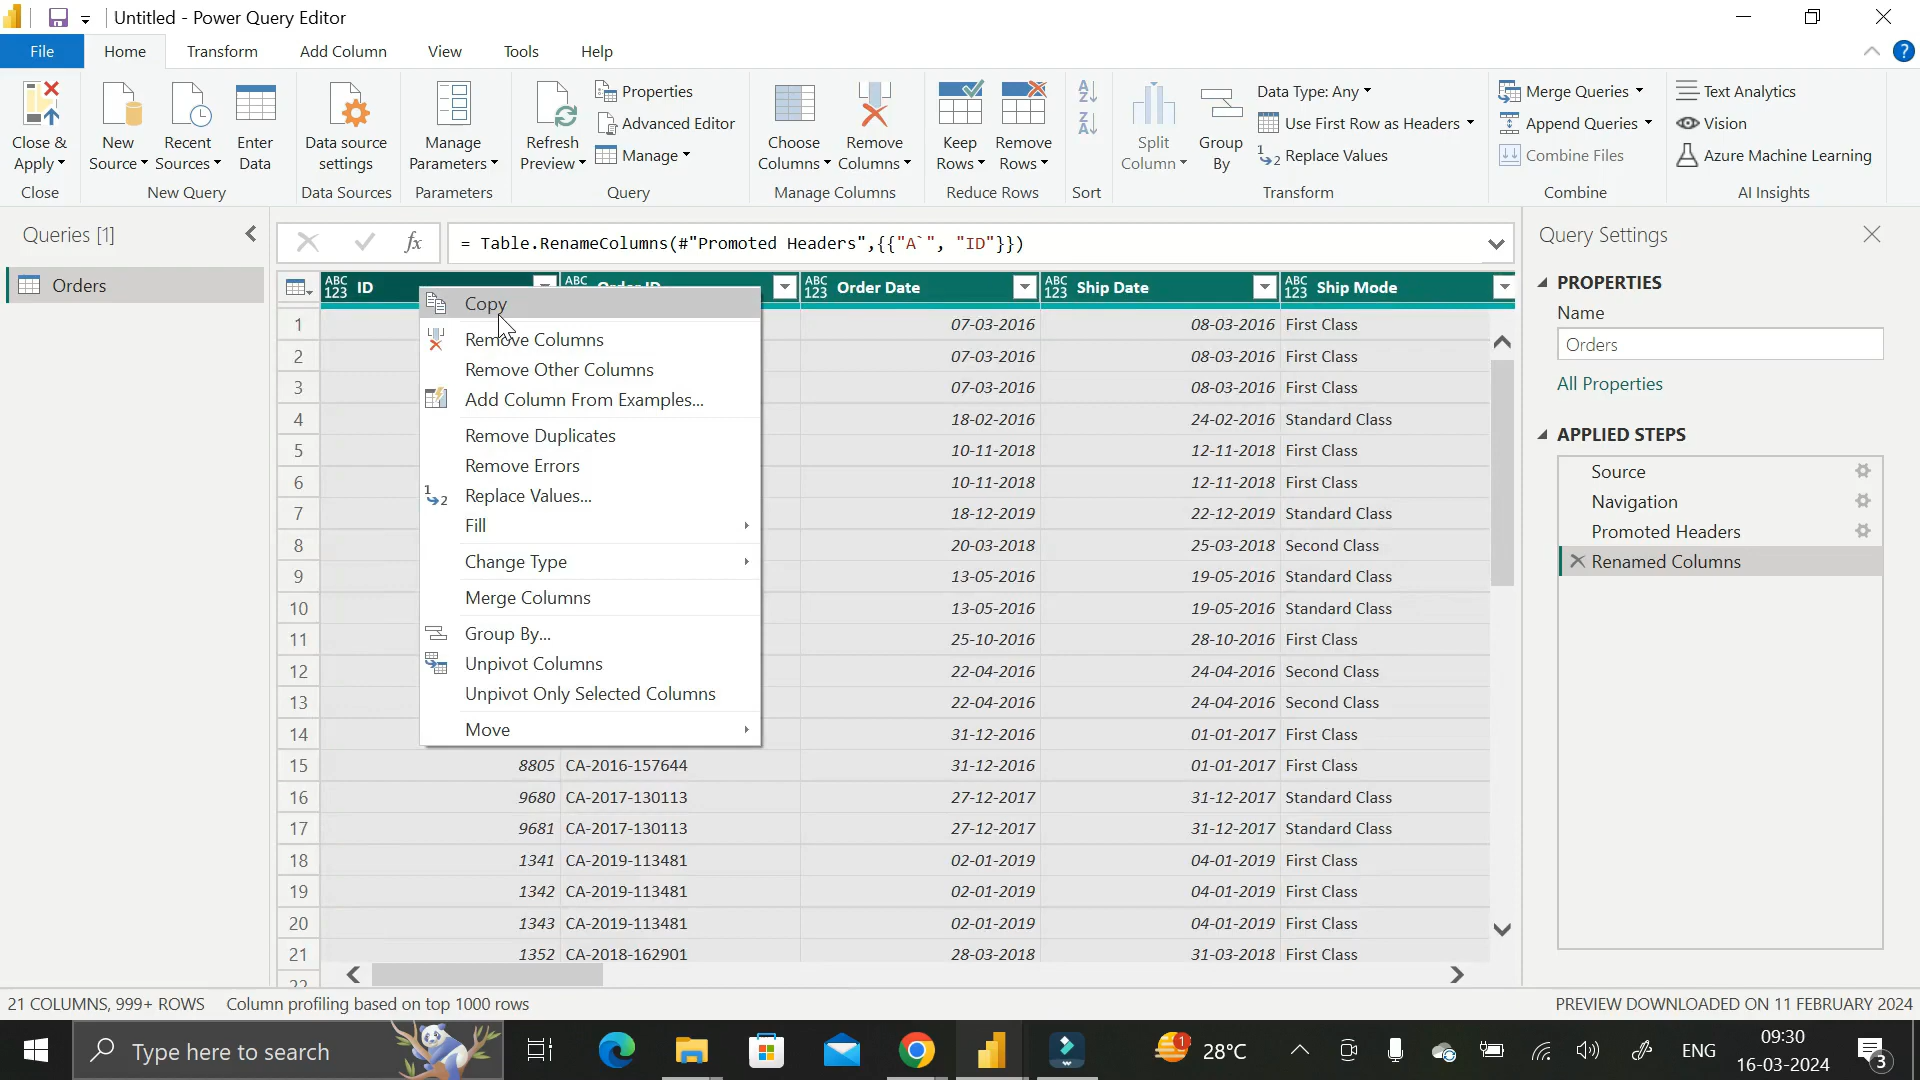 Untitled - Power Query Editor
File Home Transform Add Column View Tools Help
Close & Apply
New Source
Recent Sources
Enter Data
Data source settings
Manage Parameters
Refresh Preview
Properties
Advanced Editor
Manage
Choose Columns
Remove Columns
Keep Rows
Remove Rows
Split Column
Group By
Data Type: Any
Use First Row as Headers
Replace Values
Merge Queries
Append Queries
Combine Files
Text Analytics
Vision
Azure Machine Learning
Close New Query Data Sources Parameters Query Manage Columns Reduce Rows Sort Transform Combine AI Insights
Queries [1]
Orders
fx = Table.RenameColumns(#"Promoted Headers",{{"A`", "ID"}})
ABC 123 ID ABC ABC 123 Order Date ABC 123 Ship Date ABC 123 Ship Mode
1 07-03-2016 08-03-2016 First Class
2 07-03-2016 08-03-2016 First Class
3 07-03-2016 08-03-2016 First Class
4 18-02-2016 24-02-2016 Standard Class
5 10-11-2018 12-11-2018 First Class
6 10-11-2018 12-11-2018 First Class
7 18-12-2019 22-12-2019 Standard Class
8 20-03-2018 25-03-2018 Second Class
9 13-05-2016 19-05-2016 Standard Class
10 13-05-2016 19-05-2016 Standard Class
11 25-10-2016 28-10-2016 First Class
12 22-04-2016 24-04-2016 Second Class
13 22-04-2016 24-04-2016 Second Class
14 31-12-2016 01-01-2017 First Class
15 8805 CA-2016-157644 31-12-2016 01-01-2017 First Class
16 9680 CA-2017-130113 27-12-2017 31-12-2017 Standard Class
17 9681 CA-2017-130113 27-12-2017 31-12-2017 Standard Class
18 1341 CA-2019-113481 02-01-2019 04-01-2019 First Class
19 1342 CA-2019-113481 02-01-2019 04-01-2019 First Class
20 1343 CA-2019-113481 02-01-2019 04-01-2019 First Class
21 1352 CA-2018-162901 28-03-2018 31-03-2018 First Class
22
Copy
Remove Columns
Remove Other Columns
Add Column From Examples...
Remove Duplicates
Remove Errors
Replace Values...
Fill
Change Type
Merge Columns
Group By...
Unpivot Columns
Unpivot Only Selected Columns
Move
Query Settings
PROPERTIES
Name
Orders
All Properties
APPLIED STEPS
Source
Navigation
Promoted Headers
Renamed Columns
21 COLUMNS, 999+ ROWS Column profiling based on top 1000 rows PREVIEW DOWNLOADED ON 11 FEBRUARY 2024
Type here to search
1 28°C
ENG
09:30
16-03-2024
3